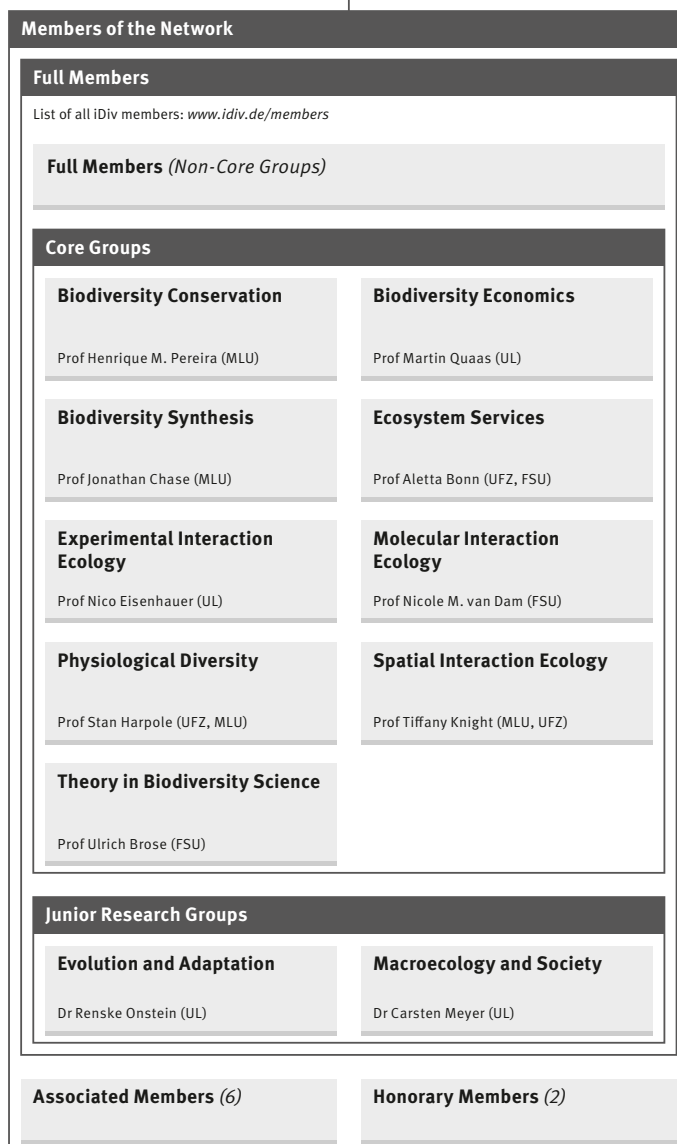 Members of the Network
Full Members
List of all iDiv members: www.idiv.de/members
Full Members (Non-Core Groups)
Core Groups
Biodiversity Conservation
Prof Henrique M. Pereira (MLU)
Biodiversity Economics
Prof Martin Quaas (UL)
Biodiversity Synthesis
Prof Jonathan Chase (MLU)
Ecosystem Services
Prof Aletta Bonn (UFZ, FSU)
Experimental Interaction
Ecology
Prof Nico Eisenhauer (UL)
Molecular Interaction
Ecology
Prof Nicole M. van Dam (FSU)
Physiological Diversity
Prof Stan Harpole (UFZ, MLU)
Spatial Interaction Ecology
Prof Tiffany Knight (MLU, UFZ)
Theory in Biodiversity Science
Prof Ulrich Brose (FSU)
Junior Research Groups
Evolution and Adaptation
Dr Renske Onstein (UL)
Macroecology and Society
Dr Carsten Meyer (UL)
Associated Members (6)
Honorary Members (2)